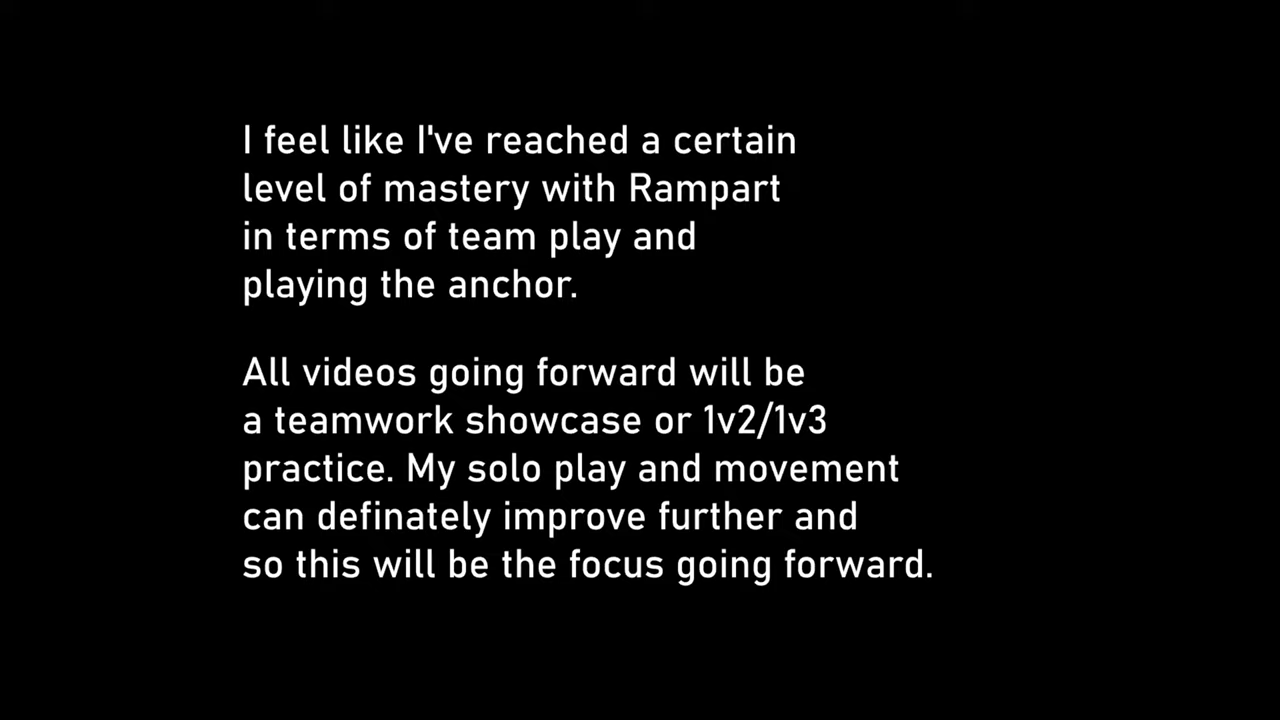 I feel like I've reached a certain
level of mastery with Rampart
in terms of team play and
playing the anchor.
All videos going forward will be
a teamwork showcase or 1v2/1v3
practice. My solo play and movement
can definately improve further and
so this will be the focus going forward.